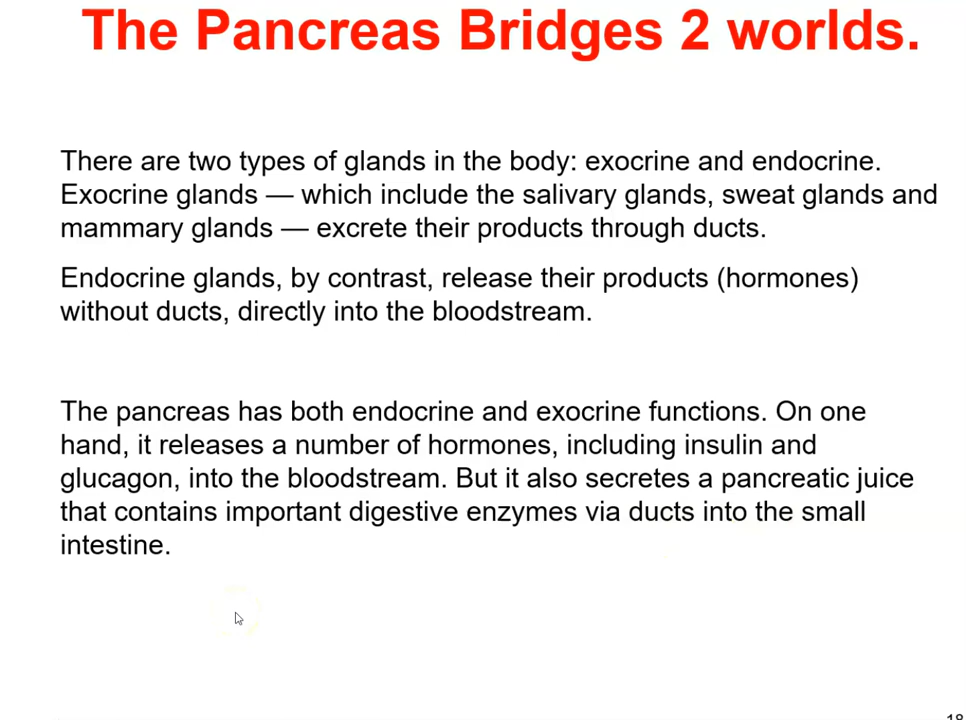 The Pancreas Bridges 2 worlds.
There are two types of glands in the body: exocrine and endocrine.
Exocrine glands — which include the salivary glands, sweat glands and
mammary glands — excrete their products through ducts.
Endocrine glands, by contrast, release their products (hormones)
without ducts, directly into the bloodstream.
The pancreas has both endocrine and exocrine functions. On one
hand, it releases a number of hormones, including insulin and
glucagon, into the bloodstream. But it also secretes a pancreatic juice
that contains important digestive enzymes via ducts into the small
intestine.